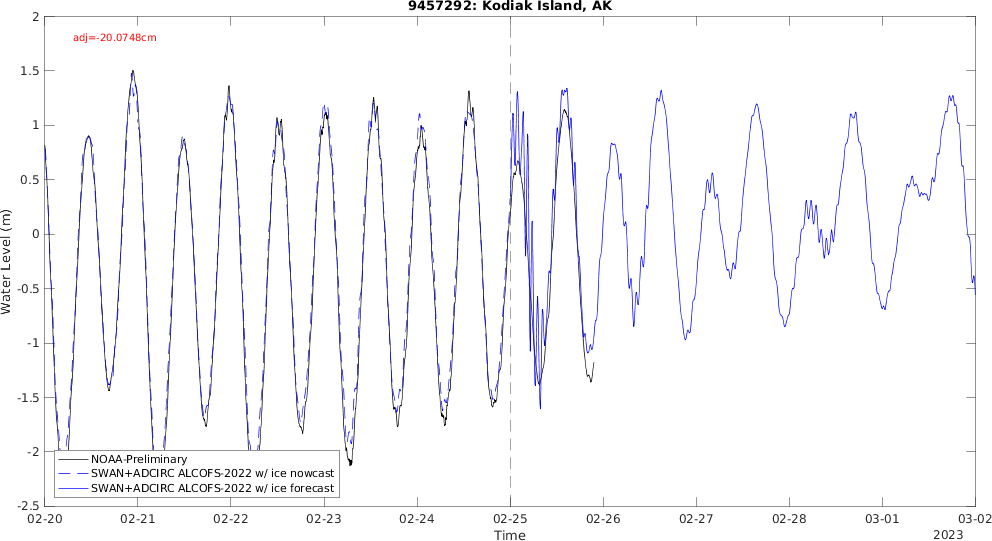 9457292: Kodiak Island, AK
adj=-20.0748cm
Water Level (m)
2
1.5
1
0.5
0
-0.5
-1
-1.5
-2
-2.5
NOAA-Preliminary
SWAN+ADCIRC ALCOFS-2022 w/ ice nowcast
SWAN+ADCIRC ALCOFS-2022 w/ ice forecast
02-20 02-21 02-22 02-23 02-24 02-25 02-26 02-27 02-28 03-01 03-02
Time
2023